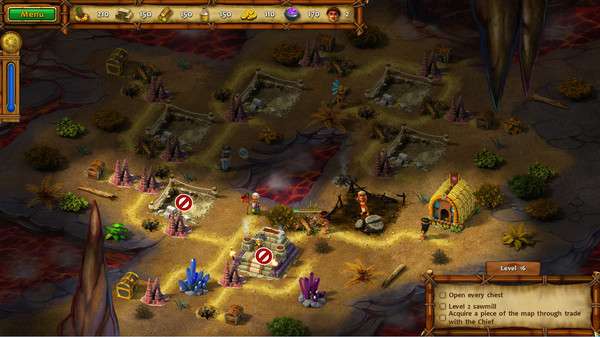 Menu
210 150 150 150 110 170 2
Level 16
Open every chest
Level 2 sawmill
Acquire a piece of the map through trade
with the Chief